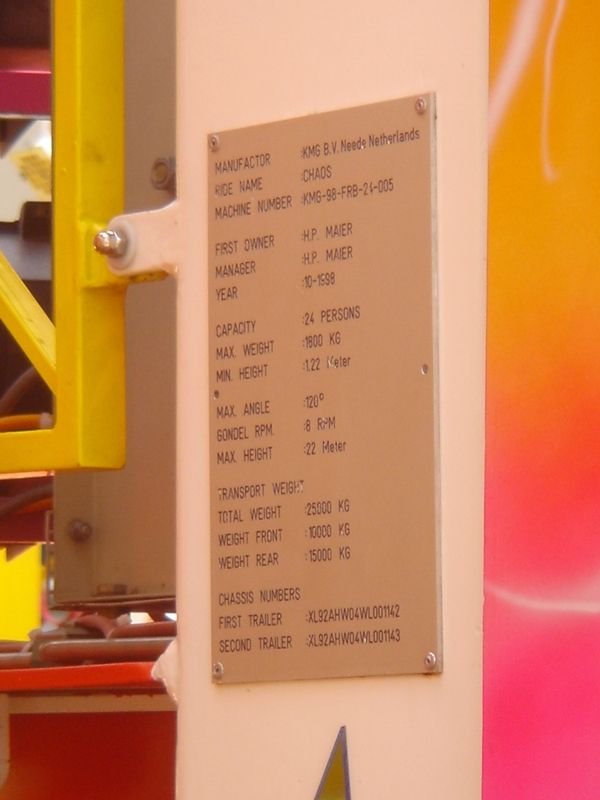 MANUFACTOR :KMG B.V. Neede Netherlands
RIDE NAME :CHAOS
MACHINE NUMBER :KMG-98-FRB-24-005
FIRST OWNER :H.P. MAIER
MANAGER :H.P. MAIER
YEAR :10-1998
CAPACITY :24 PERSONS
MAX. WEIGHT :1800 KG
MIN. HEIGHT :1.22 Meter
MAX. ANGLE :120°
GONDEL RPM. :8 RPM
MAX. HEIGHT :22 Meter
TRANSPORT WEIGHT
TOTAL WEIGHT :25000 KG
WEIGHT FRONT :10000 KG
WEIGHT REAR :15000 KG
CHASSIS NUMBERS
FIRST TRAILER :XL92AHW04WL001142
SECOND TRAILER :XL92AHW04WL001143